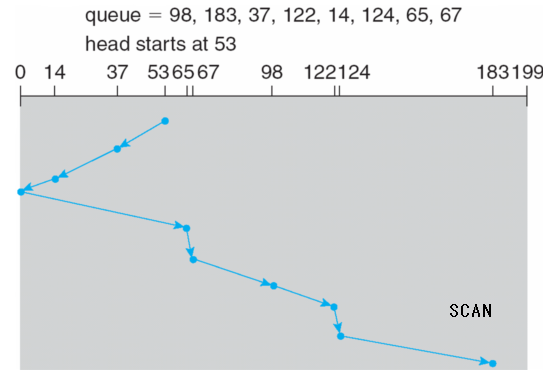 queue = 98, 183, 37, 122, 14, 124, 65, 67
head starts at 53
0 14 37 53 65 67 98 122 124 183 199
SCAN